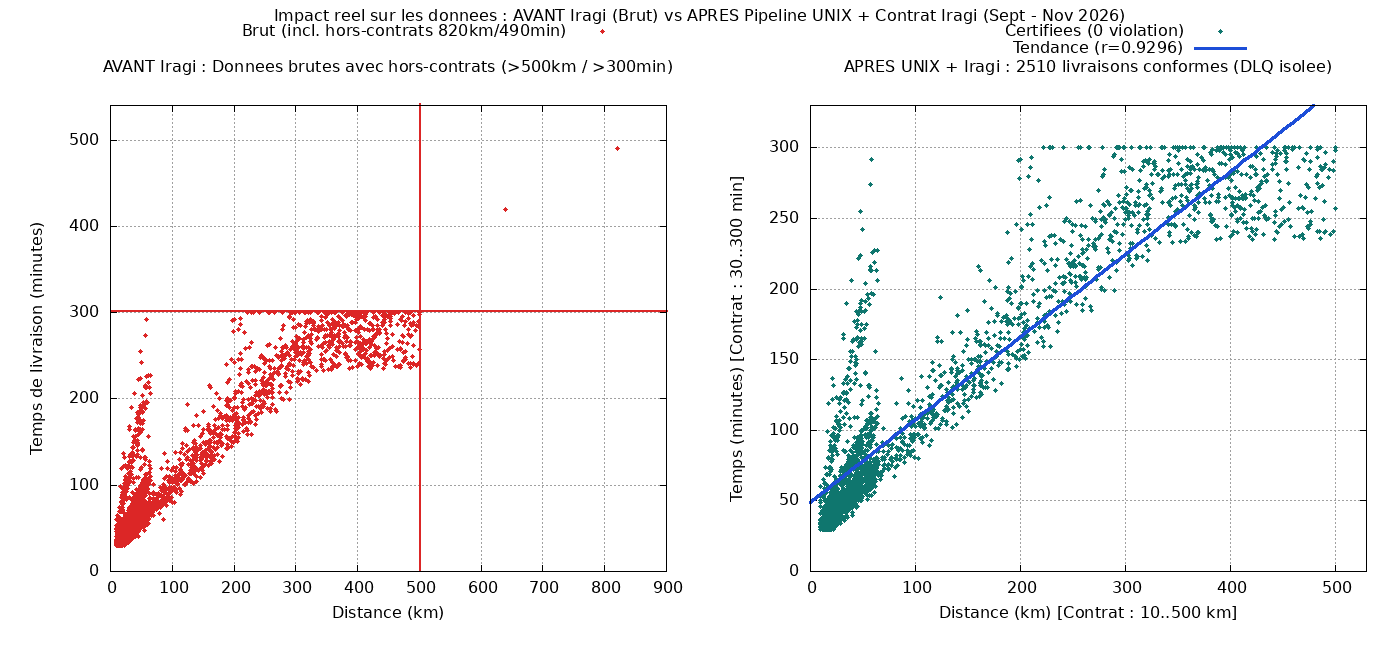 Impact reel sur les donnees : AVANT Iragi (Brut) vs APRES Pipeline UNIX + Contrat Iragi (Sept - Nov 2026)
Brut (incl. hors-contrats 820km/490min)
AVANT Iragi : Donnees brutes avec hors-contrats (>500km / >300min)
Temps de livraison (minutes)
500
400
300
200
100
0
0 100 200 300 400 500 600 700 800 900
Distance (km)
Certifiees (0 violation)
Tendance (r=0.9296)
APRES UNIX + Iragi : 2510 livraisons conformes (DLQ isolee)
Temps (minutes) [Contrat : 30..300 min]
300
250
200
150
100
50
0
0 100 200 300 400 500
Distance (km) [Contrat : 10..500 km]